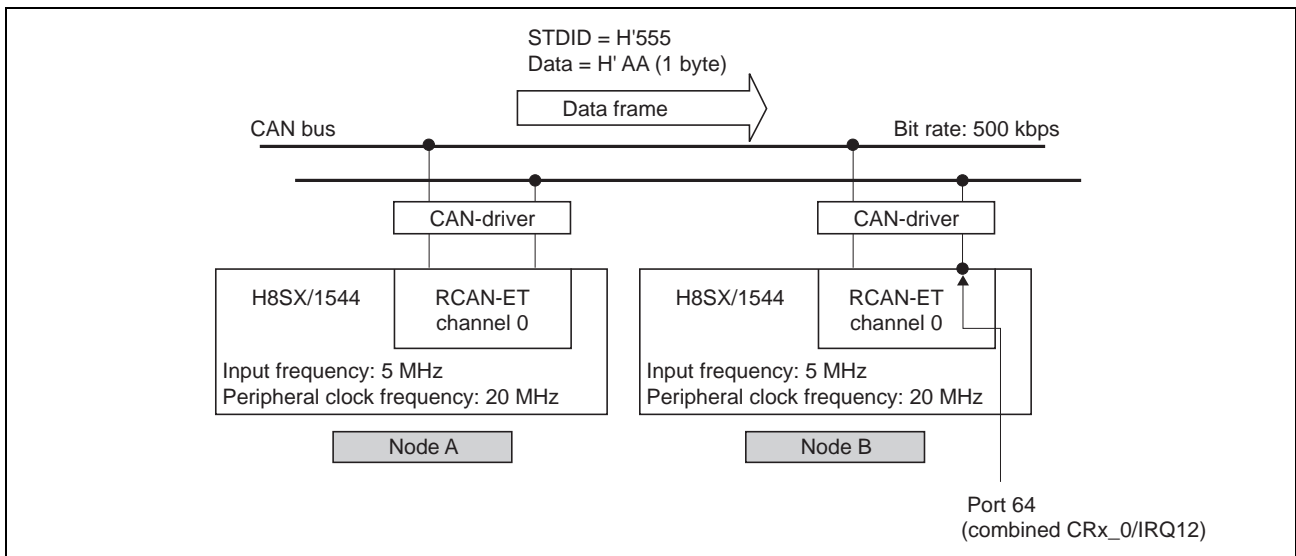 STDID = H'555
Data = H' AA (1 byte)
Data frame
CAN bus
Bit rate: 500 kbps
CAN-driver
CAN-driver
H8SX/1544
RCAN-ET
channel 0
Input frequency: 5 MHz
Peripheral clock frequency: 20 MHz
H8SX/1544
RCAN-ET
channel 0
Input frequency: 5 MHz
Peripheral clock frequency: 20 MHz
Node A
Node B
Port 64
(combined CRx_0/IRQ12)